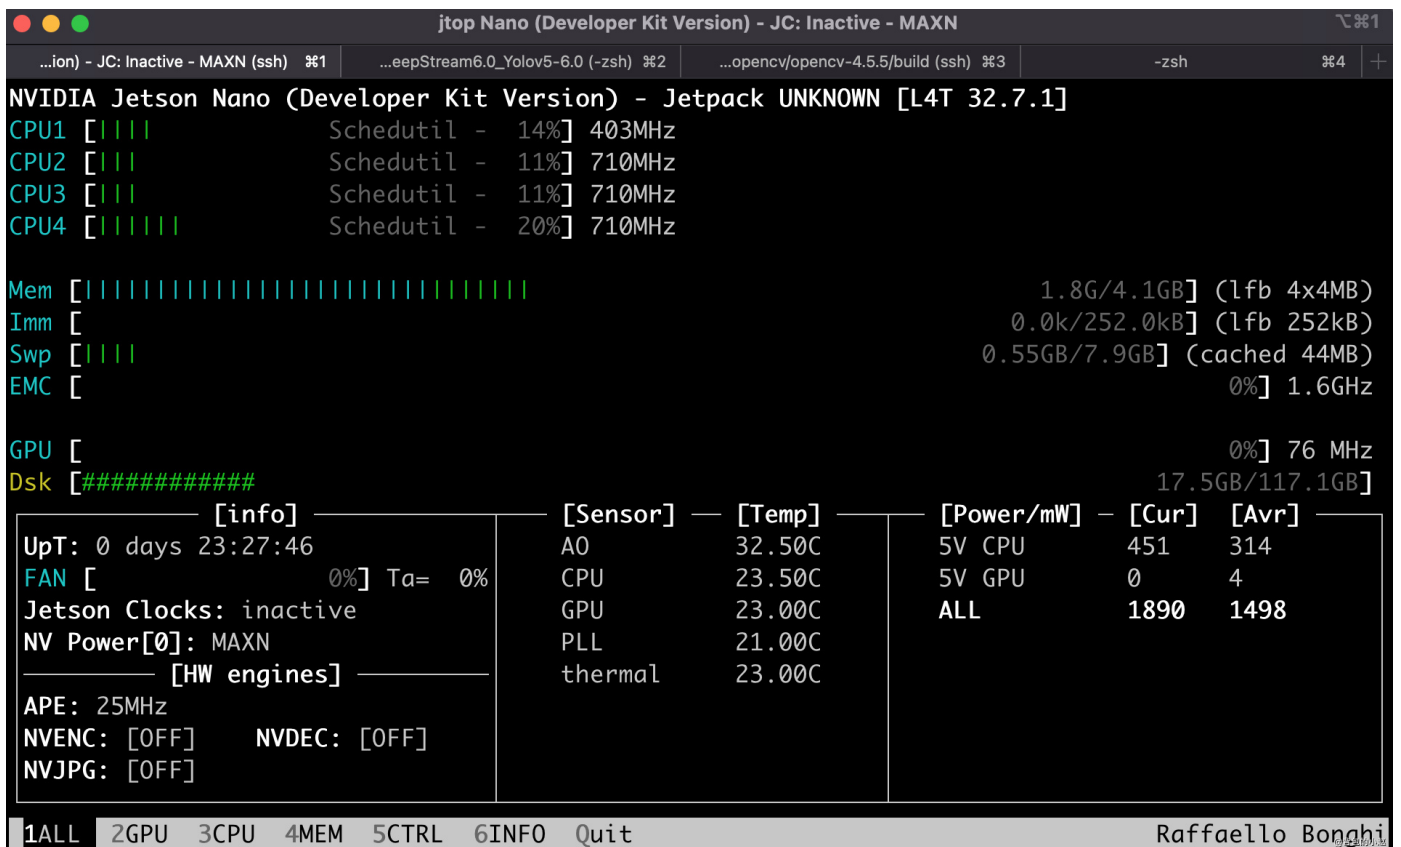 jtop Nano (Developer Kit Version) - JC: Inactive - MAXN ⌥⌘1
...ion) - JC: Inactive - MAXN (ssh) ⌘1 ...eepStream6.0_Yolov5-6.0 (-zsh) ⌘2 ...opencv/opencv-4.5.5/build (ssh) ⌘3 -zsh ⌘4 +
NVIDIA Jetson Nano (Developer Kit Version) - Jetpack UNKNOWN [L4T 32.7.1]
CPU1 [|||| Schedutil - 14%] 403MHz
CPU2 [||| Schedutil - 11%] 710MHz
CPU3 [||| Schedutil - 11%] 710MHz
CPU4 [|||||| Schedutil - 20%] 710MHz
Mem [||||||||||||||||||||||||||||||| 1.8G/4.1GB] (lfb 4x4MB)
Imm [ 0.0k/252.0kB] (lfb 252kB)
Swp [|||| 0.55GB/7.9GB] (cached 44MB)
EMC [ 0%] 1.6GHz
GPU [ 0%] 76 MHz
Dsk [############ 17.5GB/117.1GB]
[info] [Sensor] [Temp] [Power/mW] [Cur] [Avr]
UpT: 0 days 23:27:46 AO 32.50C 5V CPU 451 314
FAN [ 0%] Ta= 0% CPU 23.50C 5V GPU 0 4
Jetson Clocks: inactive GPU 23.00C ALL 1890 1498
NV Power[0]: MAXN PLL 21.00C
[HW engines] thermal 23.00C
APE: 25MHz
NVENC: [OFF] NVDEC: [OFF]
NVJPG: [OFF]
1ALL 2GPU 3CPU 4MEM 5CTRL 6INFO Quit Raffaello Bonghi